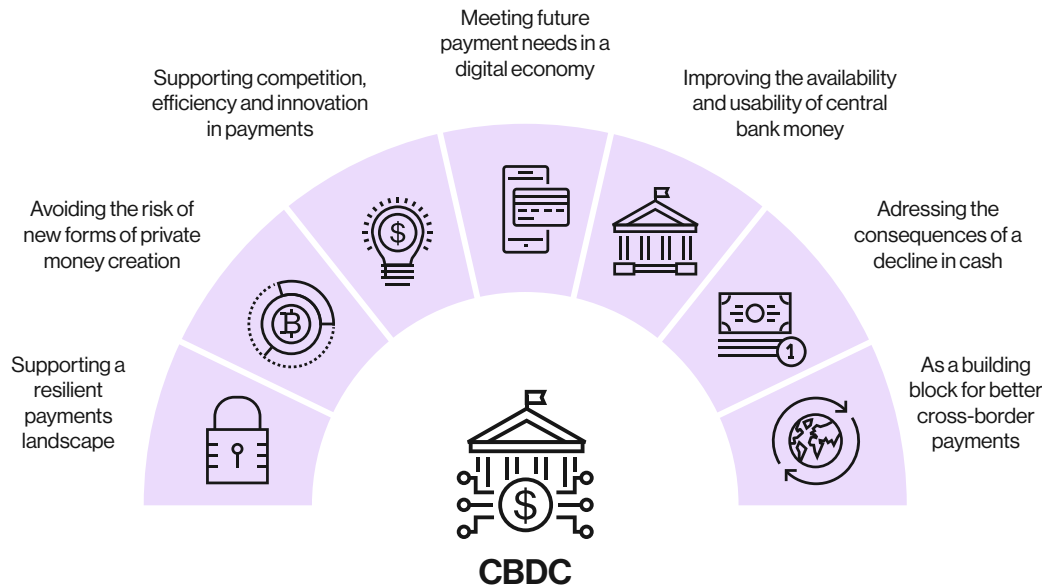 Supporting a
resilient
payments
landscape
Avoiding the risk of
new forms of private
money creation
Supporting competition,
efficiency and innovation
in payments
Meeting future
payment needs in a
digital economy
Improving the availability
and usability of central
bank money
Adressing the
consequences of a
decline in cash
As a building
block for better
cross-border
payments
$
1
$
CBDC